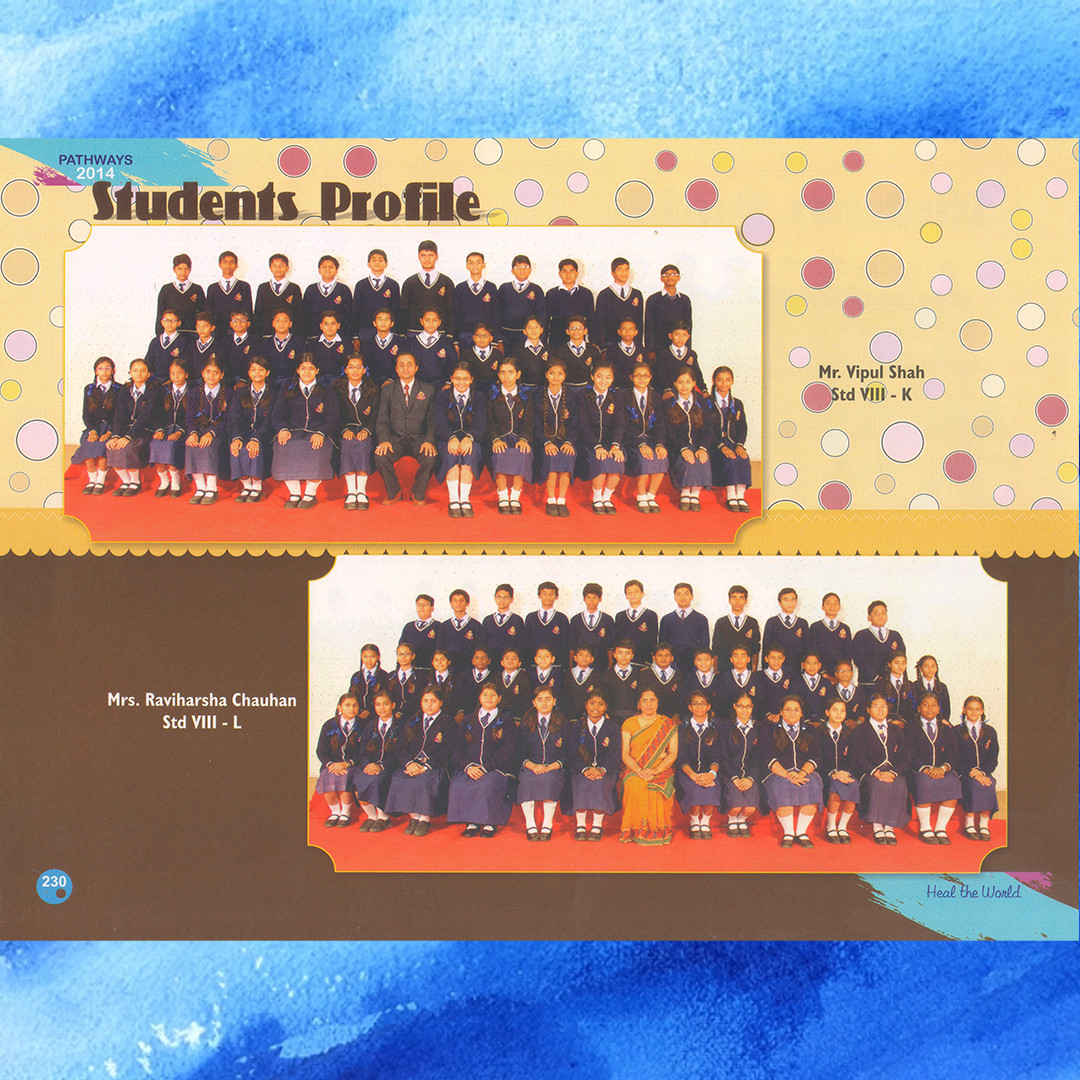 PATHWAYS
2014
Students Profile
Mr. Vipul Shah
Std VIII - K
Mrs. Raviharsha Chauhan
Std VIII - L
230
Heal the World